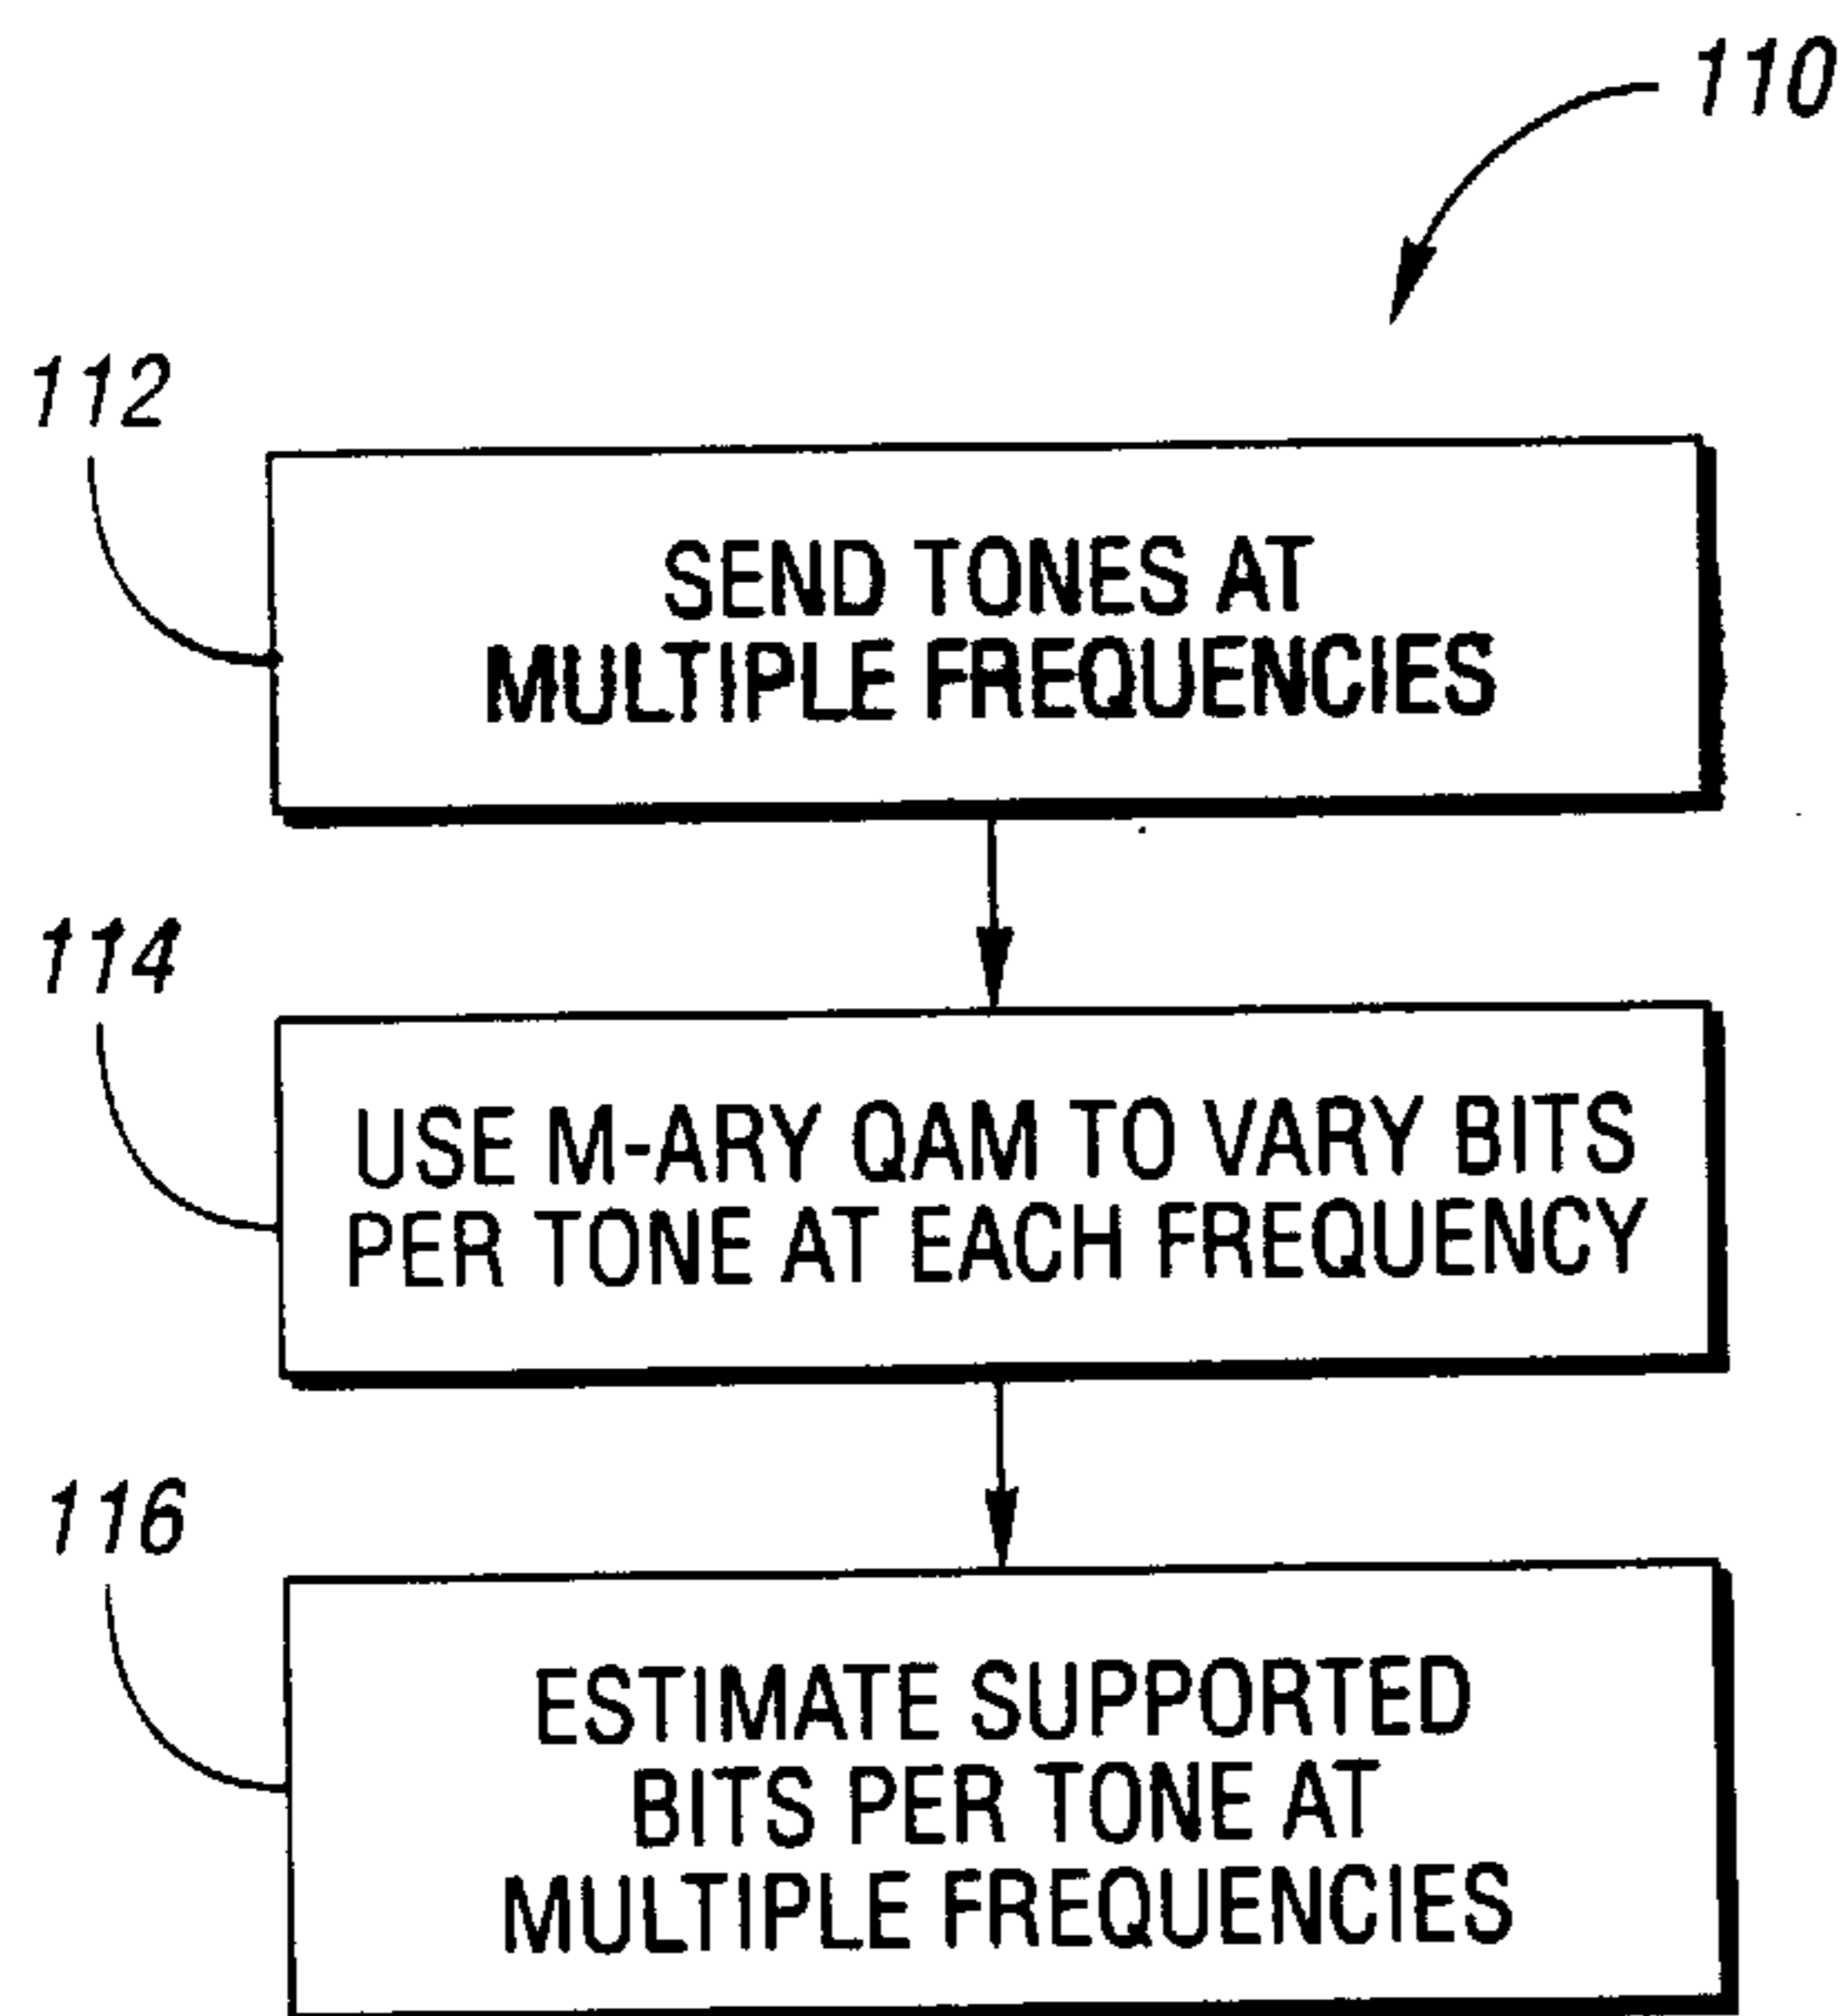 110
112
SEND TONES AT
MULTIPLE FREQUENCIES
114
USE M-ARY QAM TO VARY BITS
PER TONE AT EACH FREQUENCY
116
ESTIMATE SUPPORTED
BITS PER TONE AT
MULTIPLE FREQUENCIES